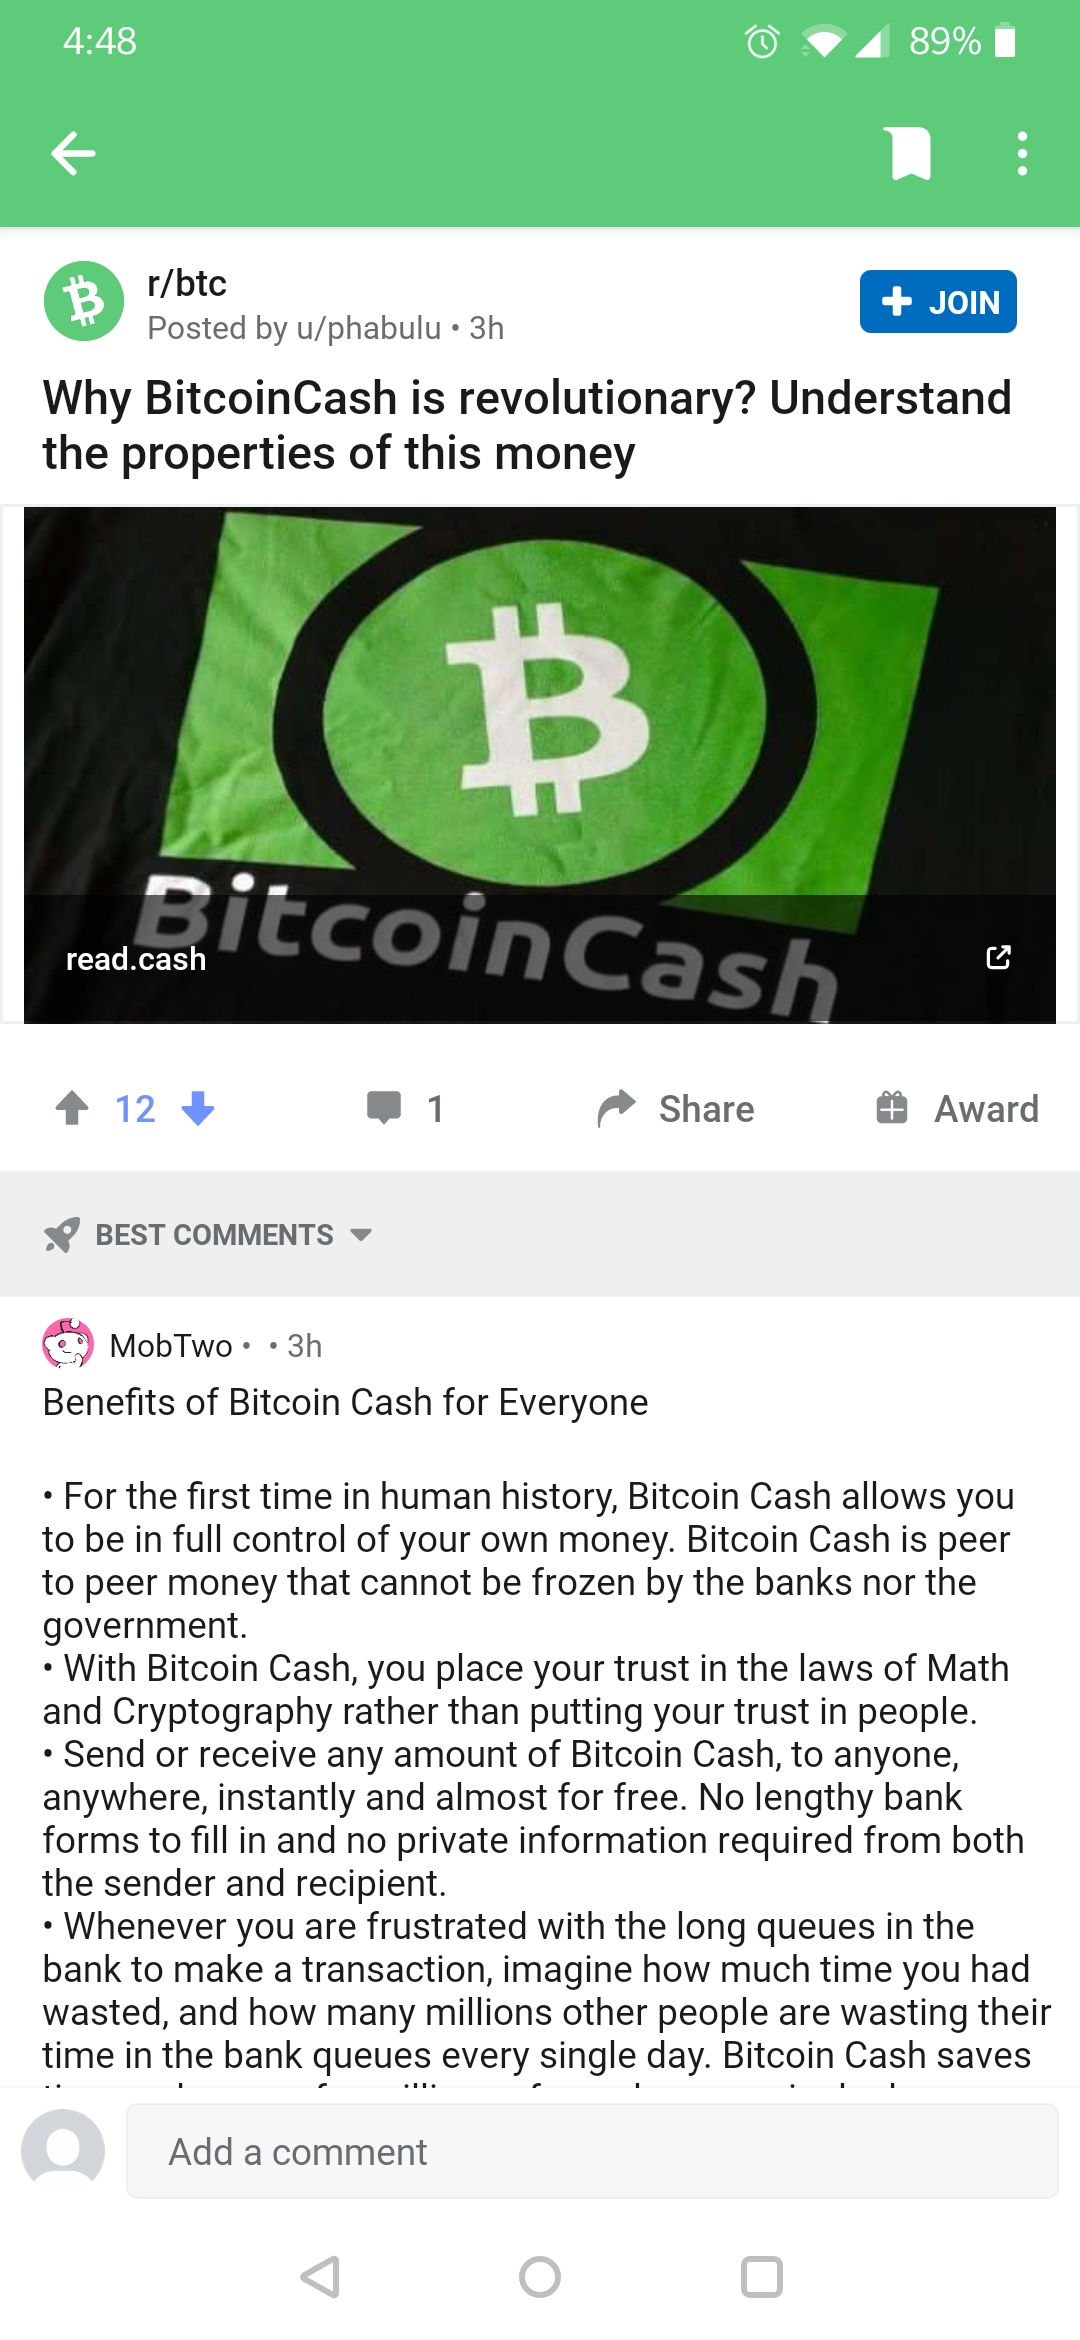 4:48
89%
r/btc
Posted by u/phabulu • 3h
+ JOIN
Why BitcoinCash is revolutionary? Understand
the properties of this money
BitcoinCash
read.cash
12
1
Share
Award
BEST COMMENTS
MobTwo • • 3h
Benefits of Bitcoin Cash for Everyone
• For the first time in human history, Bitcoin Cash allows you
to be in full control of your own money. Bitcoin Cash is peer
to peer money that cannot be frozen by the banks nor the
government.
• With Bitcoin Cash, you place your trust in the laws of Math
and Cryptography rather than putting your trust in people.
• Send or receive any amount of Bitcoin Cash, to anyone,
anywhere, instantly and almost for free. No lengthy bank
forms to fill in and no private information required from both
the sender and recipient.
• Whenever you are frustrated with the long queues in the
bank to make a transaction, imagine how much time you had
wasted, and how many millions other people are wasting their
time in the bank queues every single day. Bitcoin Cash saves
Add a comment